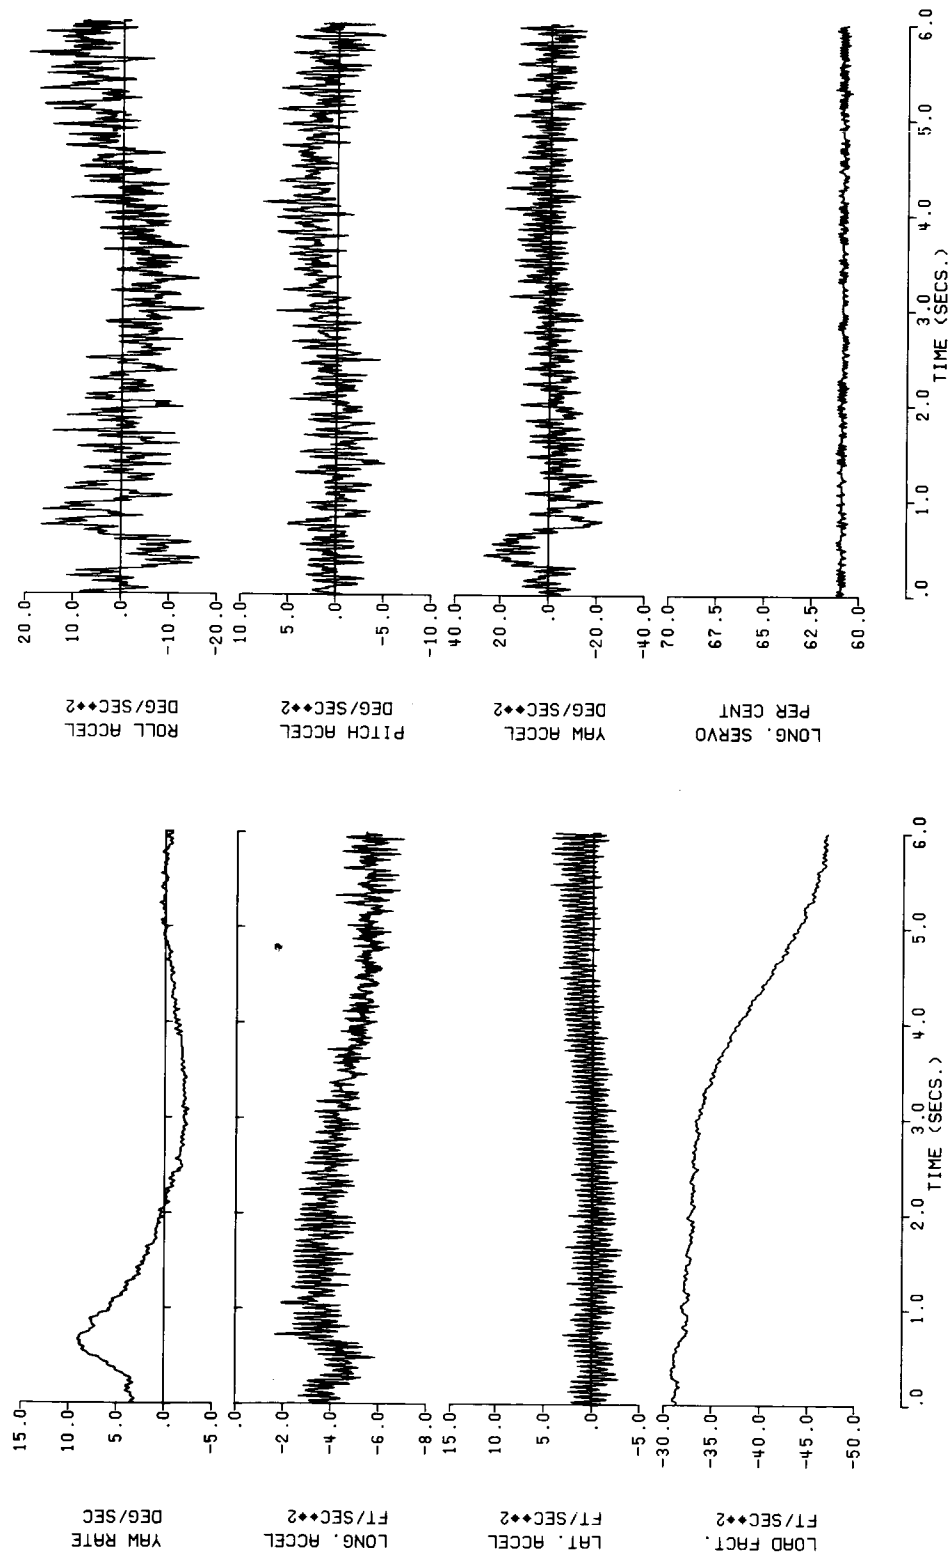 ROLL ACCEL
DEG/SEC**2
20.0
10.0
.0
-10.0
-20.0
PITCH ACCEL
DEG/SEC**2
10.0
5.0
.0
-5.0
-10.0
YAW ACCEL
DEG/SEC**2
40.0
20.0
.0
-20.0
-40.0
LONG. SERVO
PER CENT
70.0
67.5
65.0
62.5
60.0
.0 1.0 2.0 3.0 4.0 5.0 6.0
TIME (SECS.)
YAW RATE
DEG/SEC
15.0
10.0
5.0
.0
-5.0
LONG. ACCEL
FT/SEC**2
.0
-2.0
-4.0
-6.0
-8.0
LAT. ACCEL
FT/SEC**2
15.0
10.0
5.0
.0
-5.0
LOAD FACT.
FT/SEC**2
-30.0
-35.0
-40.0
-45.0
-50.0
.0 1.0 2.0 3.0 4.0 5.0 6.0
TIME (SECS.)